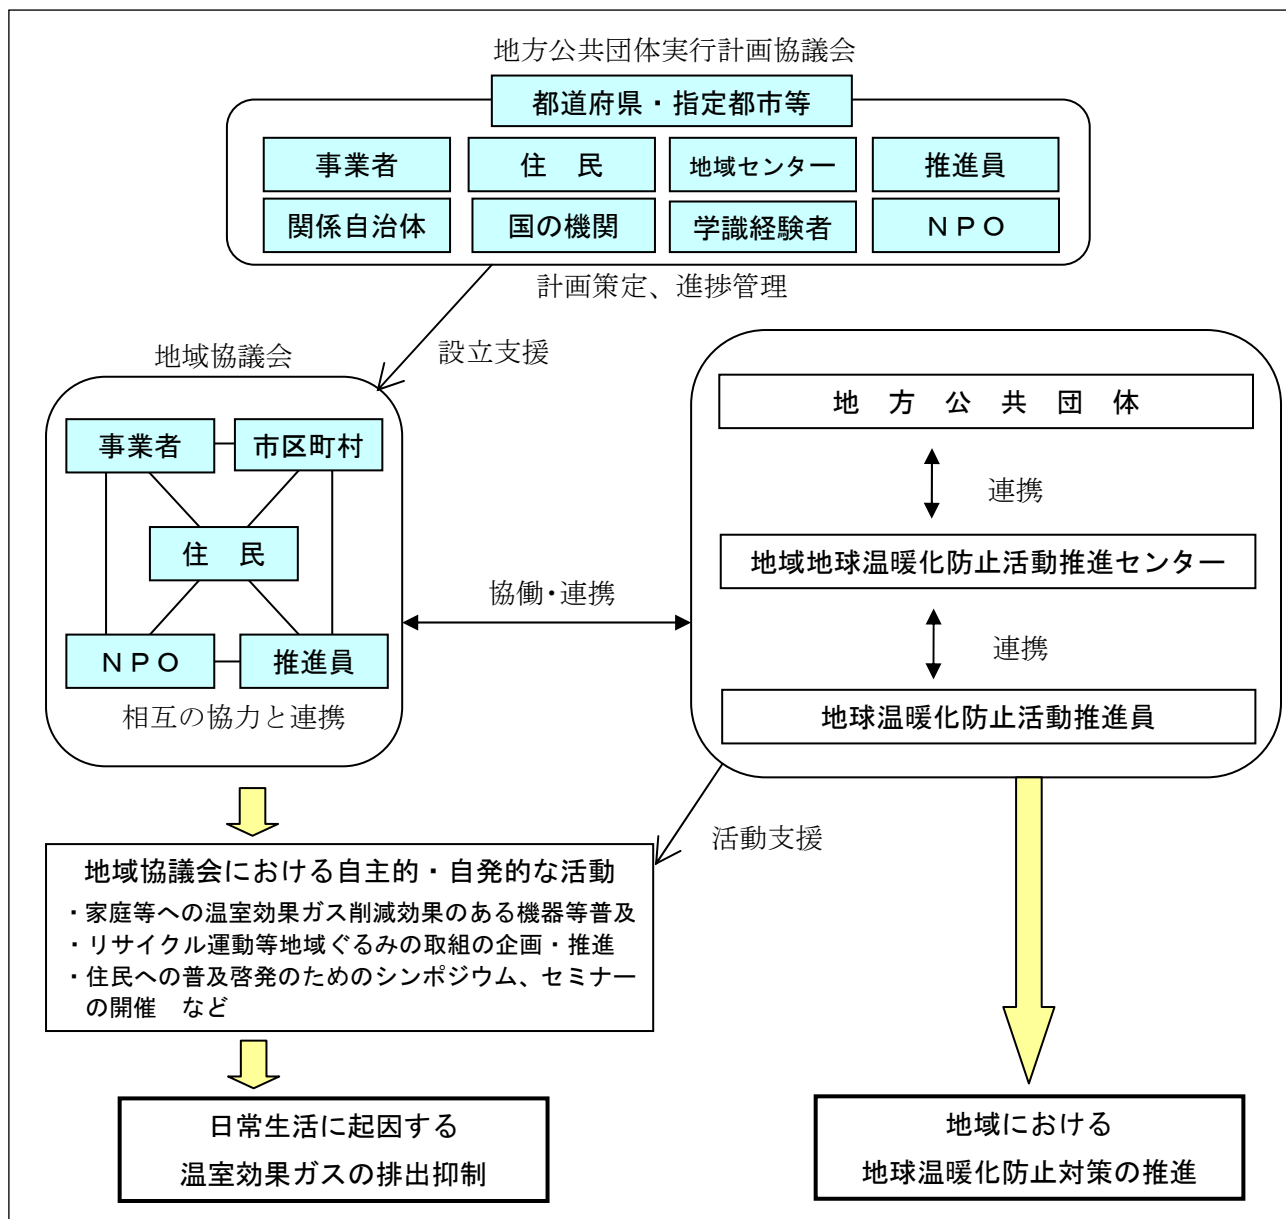 地方公共団体実行計画協議会
都道府県・指定都市等
事業者
住　民
地域センター
推進員
関係自治体
国の機関
学識経験者
ＮＰＯ
計画策定、進捗管理
設立支援
地域協議会
事業者
市区町村
住　民
ＮＰＯ
推進員
相互の協力と連携
協働・連携
地　方　公　共　団　体
連携
地域地球温暖化防止活動推進センター
連携
地球温暖化防止活動推進員
活動支援
地域協議会における自主的・自発的な活動
・家庭等への温室効果ガス削減効果のある機器等普及
・リサイクル運動等地域ぐるみの取組の企画・推進
・住民への普及啓発のためのシンポジウム、セミナー
の開催　など
日常生活に起因する
温室効果ガスの排出抑制
地域における
地球温暖化防止対策の推進